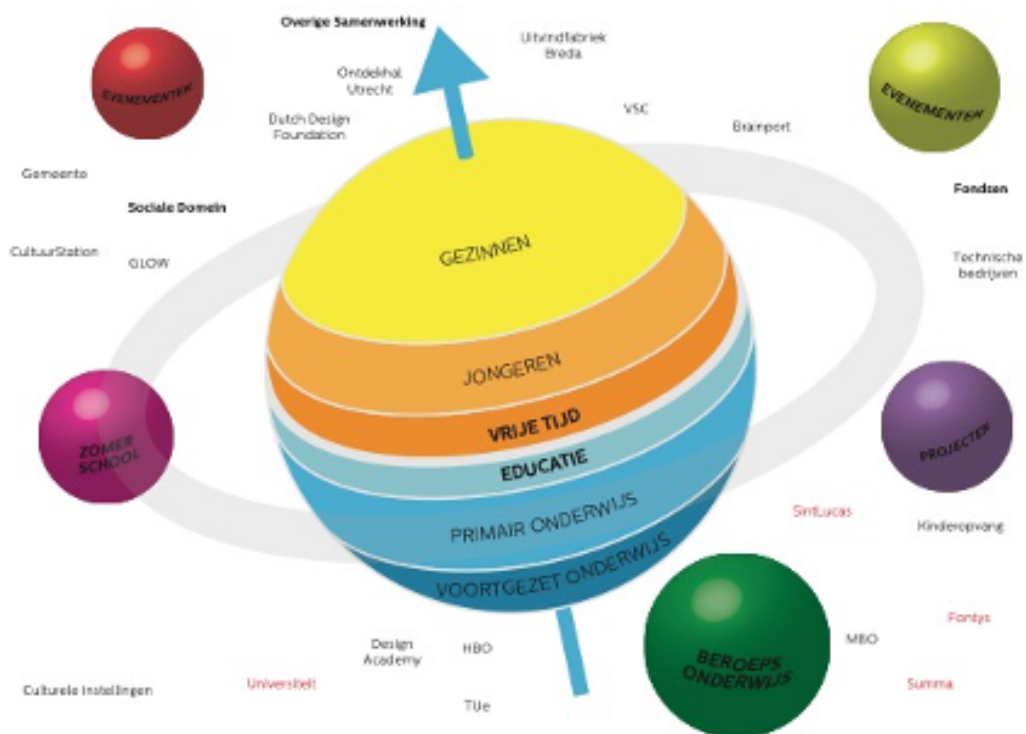 Overige Samenwerking
Uitvindfabriek
Breda
Ontdekhal
Utrecht
EVENEMENTEN
EVENEMENTEN
Dutch Design
Foundation
VSC
Brainport
Gemeente
Fondsen
Sociale Domein
CultuurStation
GLOW
GEZINNEN
Technische
bedrijven
JONGEREN
VRIJE TIJD
ZOMER
SCHOOL
PROJECTEN
EDUCATIE
PRIMAIR ONDERWIJS
SintLucas
Kinderopvang
VOORTGEZET ONDERWIJS
Fontys
Design
Academy
HBO
MBO
BEROEPS
ONDERWIJS
Universiteit
Summa
Culturele instellingen
TUe